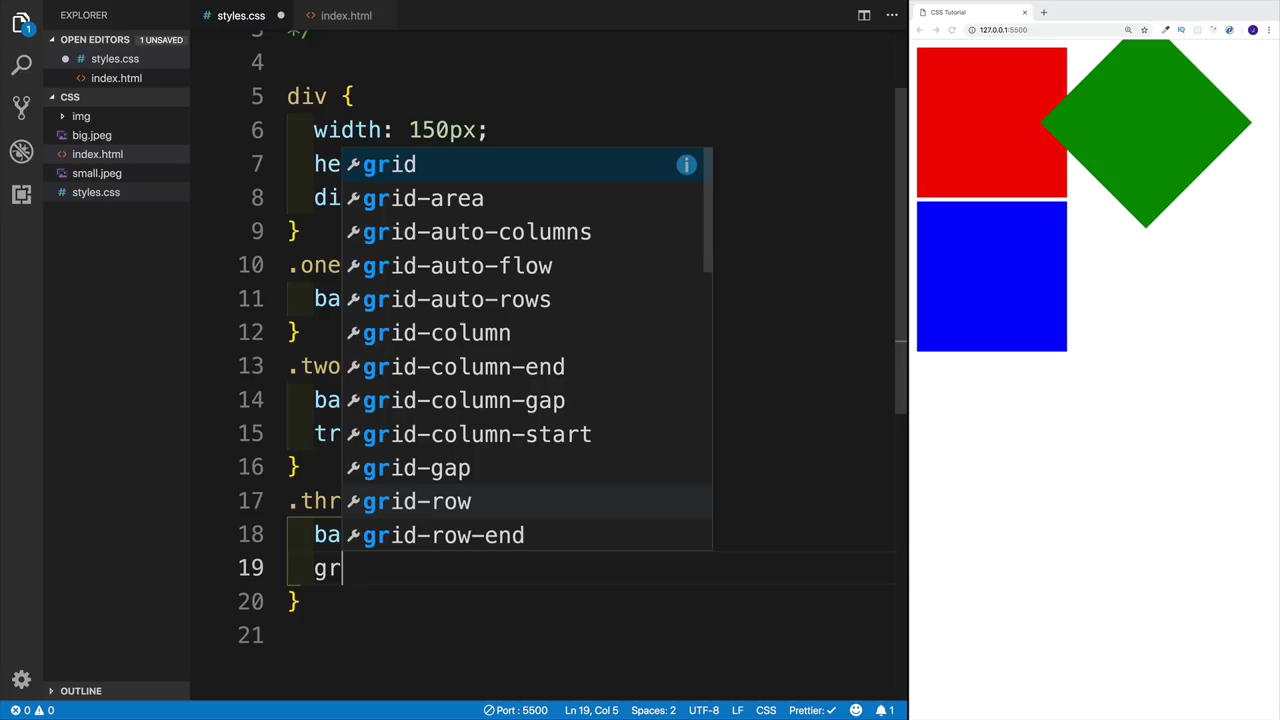 EXPLORER
OPEN EDITORS 1 UNSAVED
styles.css
index.html
CSS
img
big.jpeg
index.html
small.jpeg
styles.css
OUTLINE
styles.css
index.html
*/
4
5 div {
6 width: 150px;
7 he
8 di
9 }
10 .one
11 ba
12 }
13 .two
14 ba
15 tr
16 }
17 .thr
18 ba
19 gr
20 }
21
grid
grid-area
grid-auto-columns
grid-auto-flow
grid-auto-rows
grid-column
grid-column-end
grid-column-gap
grid-column-start
grid-gap
grid-row
grid-row-end
CSS Tutorial
127.0.0.1:5500
0 0
Port : 5500
Ln 19, Col 5
Spaces: 2
UTF-8
LF
CSS
Prettier: ✓
1